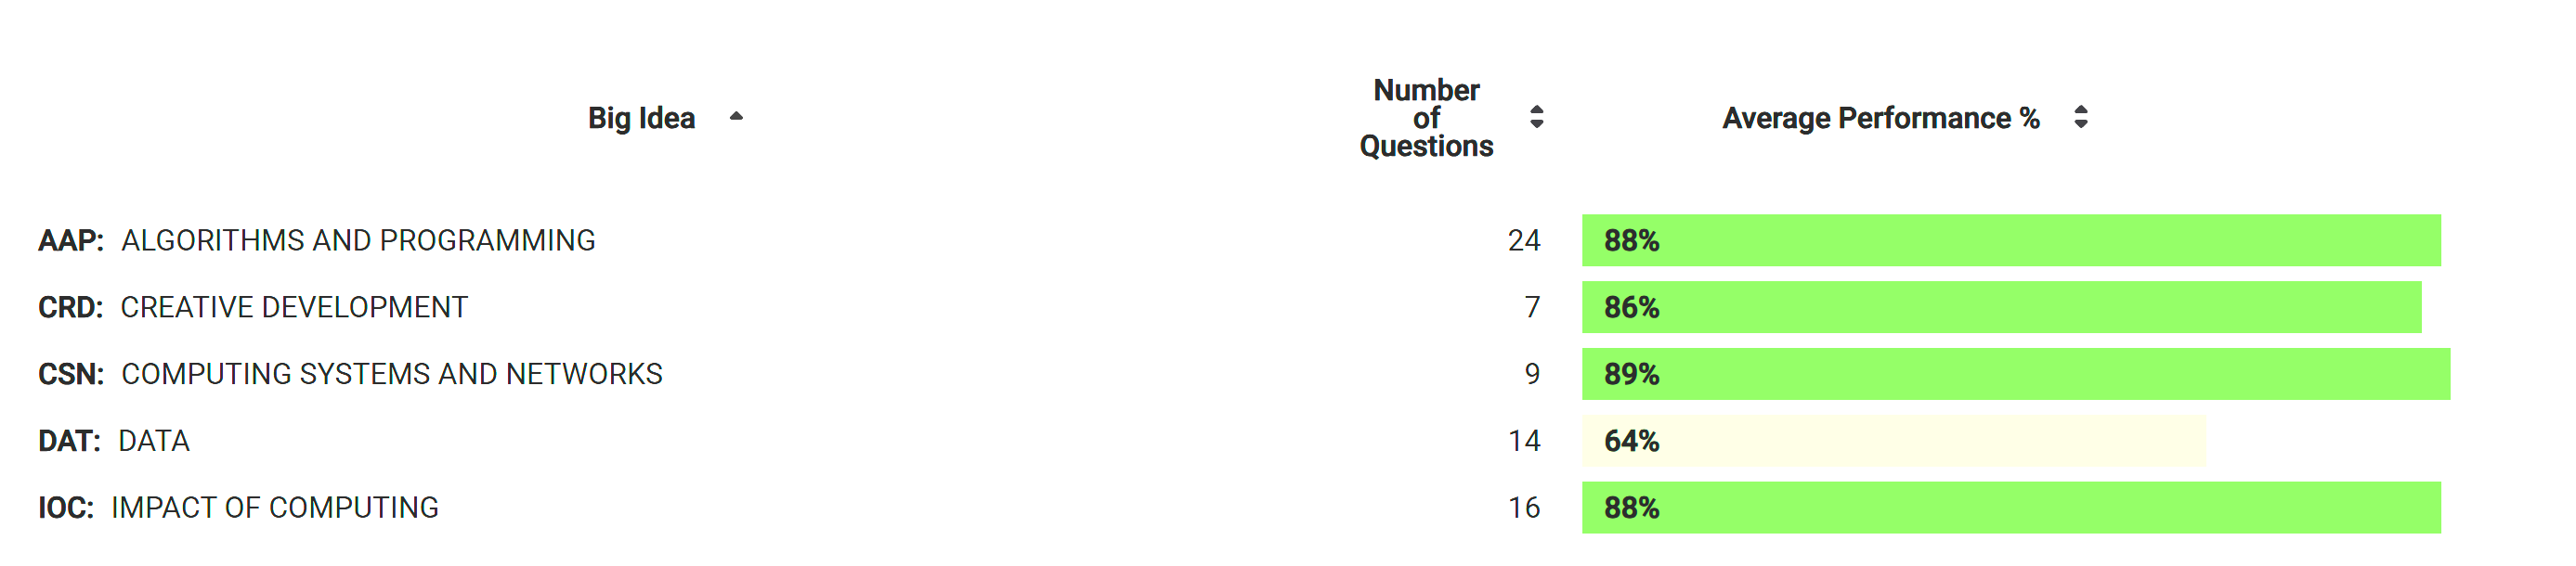 Big Idea
Number
of
Questions
Average Performance %
AAP: ALGORITHMS AND PROGRAMMING 24 88%
CRD: CREATIVE DEVELOPMENT 7 86%
CSN: COMPUTING SYSTEMS AND NETWORKS 9 89%
DAT: DATA 14 64%
IOC: IMPACT OF COMPUTING 16 88%